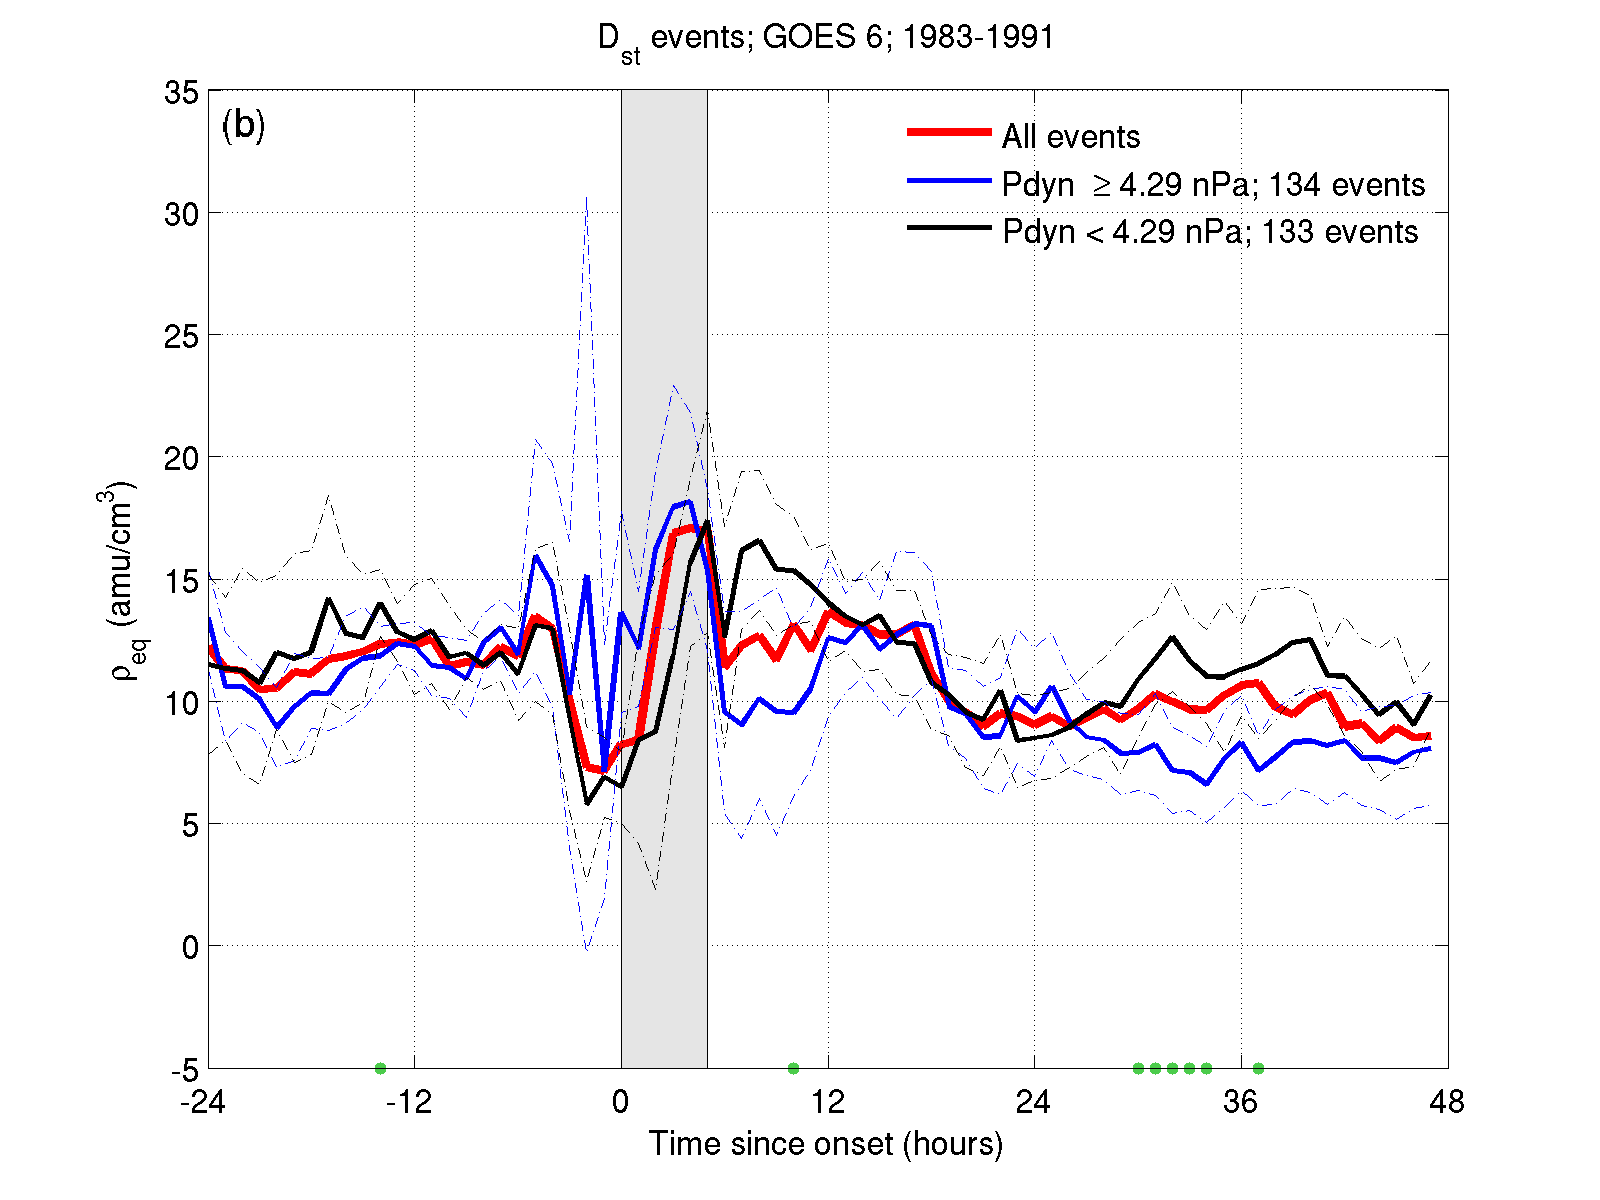 Dst events; GOES 6; 1983-1991
(b)
All events
Pdyn ≥ 4.29 nPa; 134 events
Pdyn < 4.29 nPa; 133 events
ρeq (amu/cm³)
35
30
25
20
15
10
5
0
-5
-24 -12 0 12 24 36 48
Time since onset (hours)